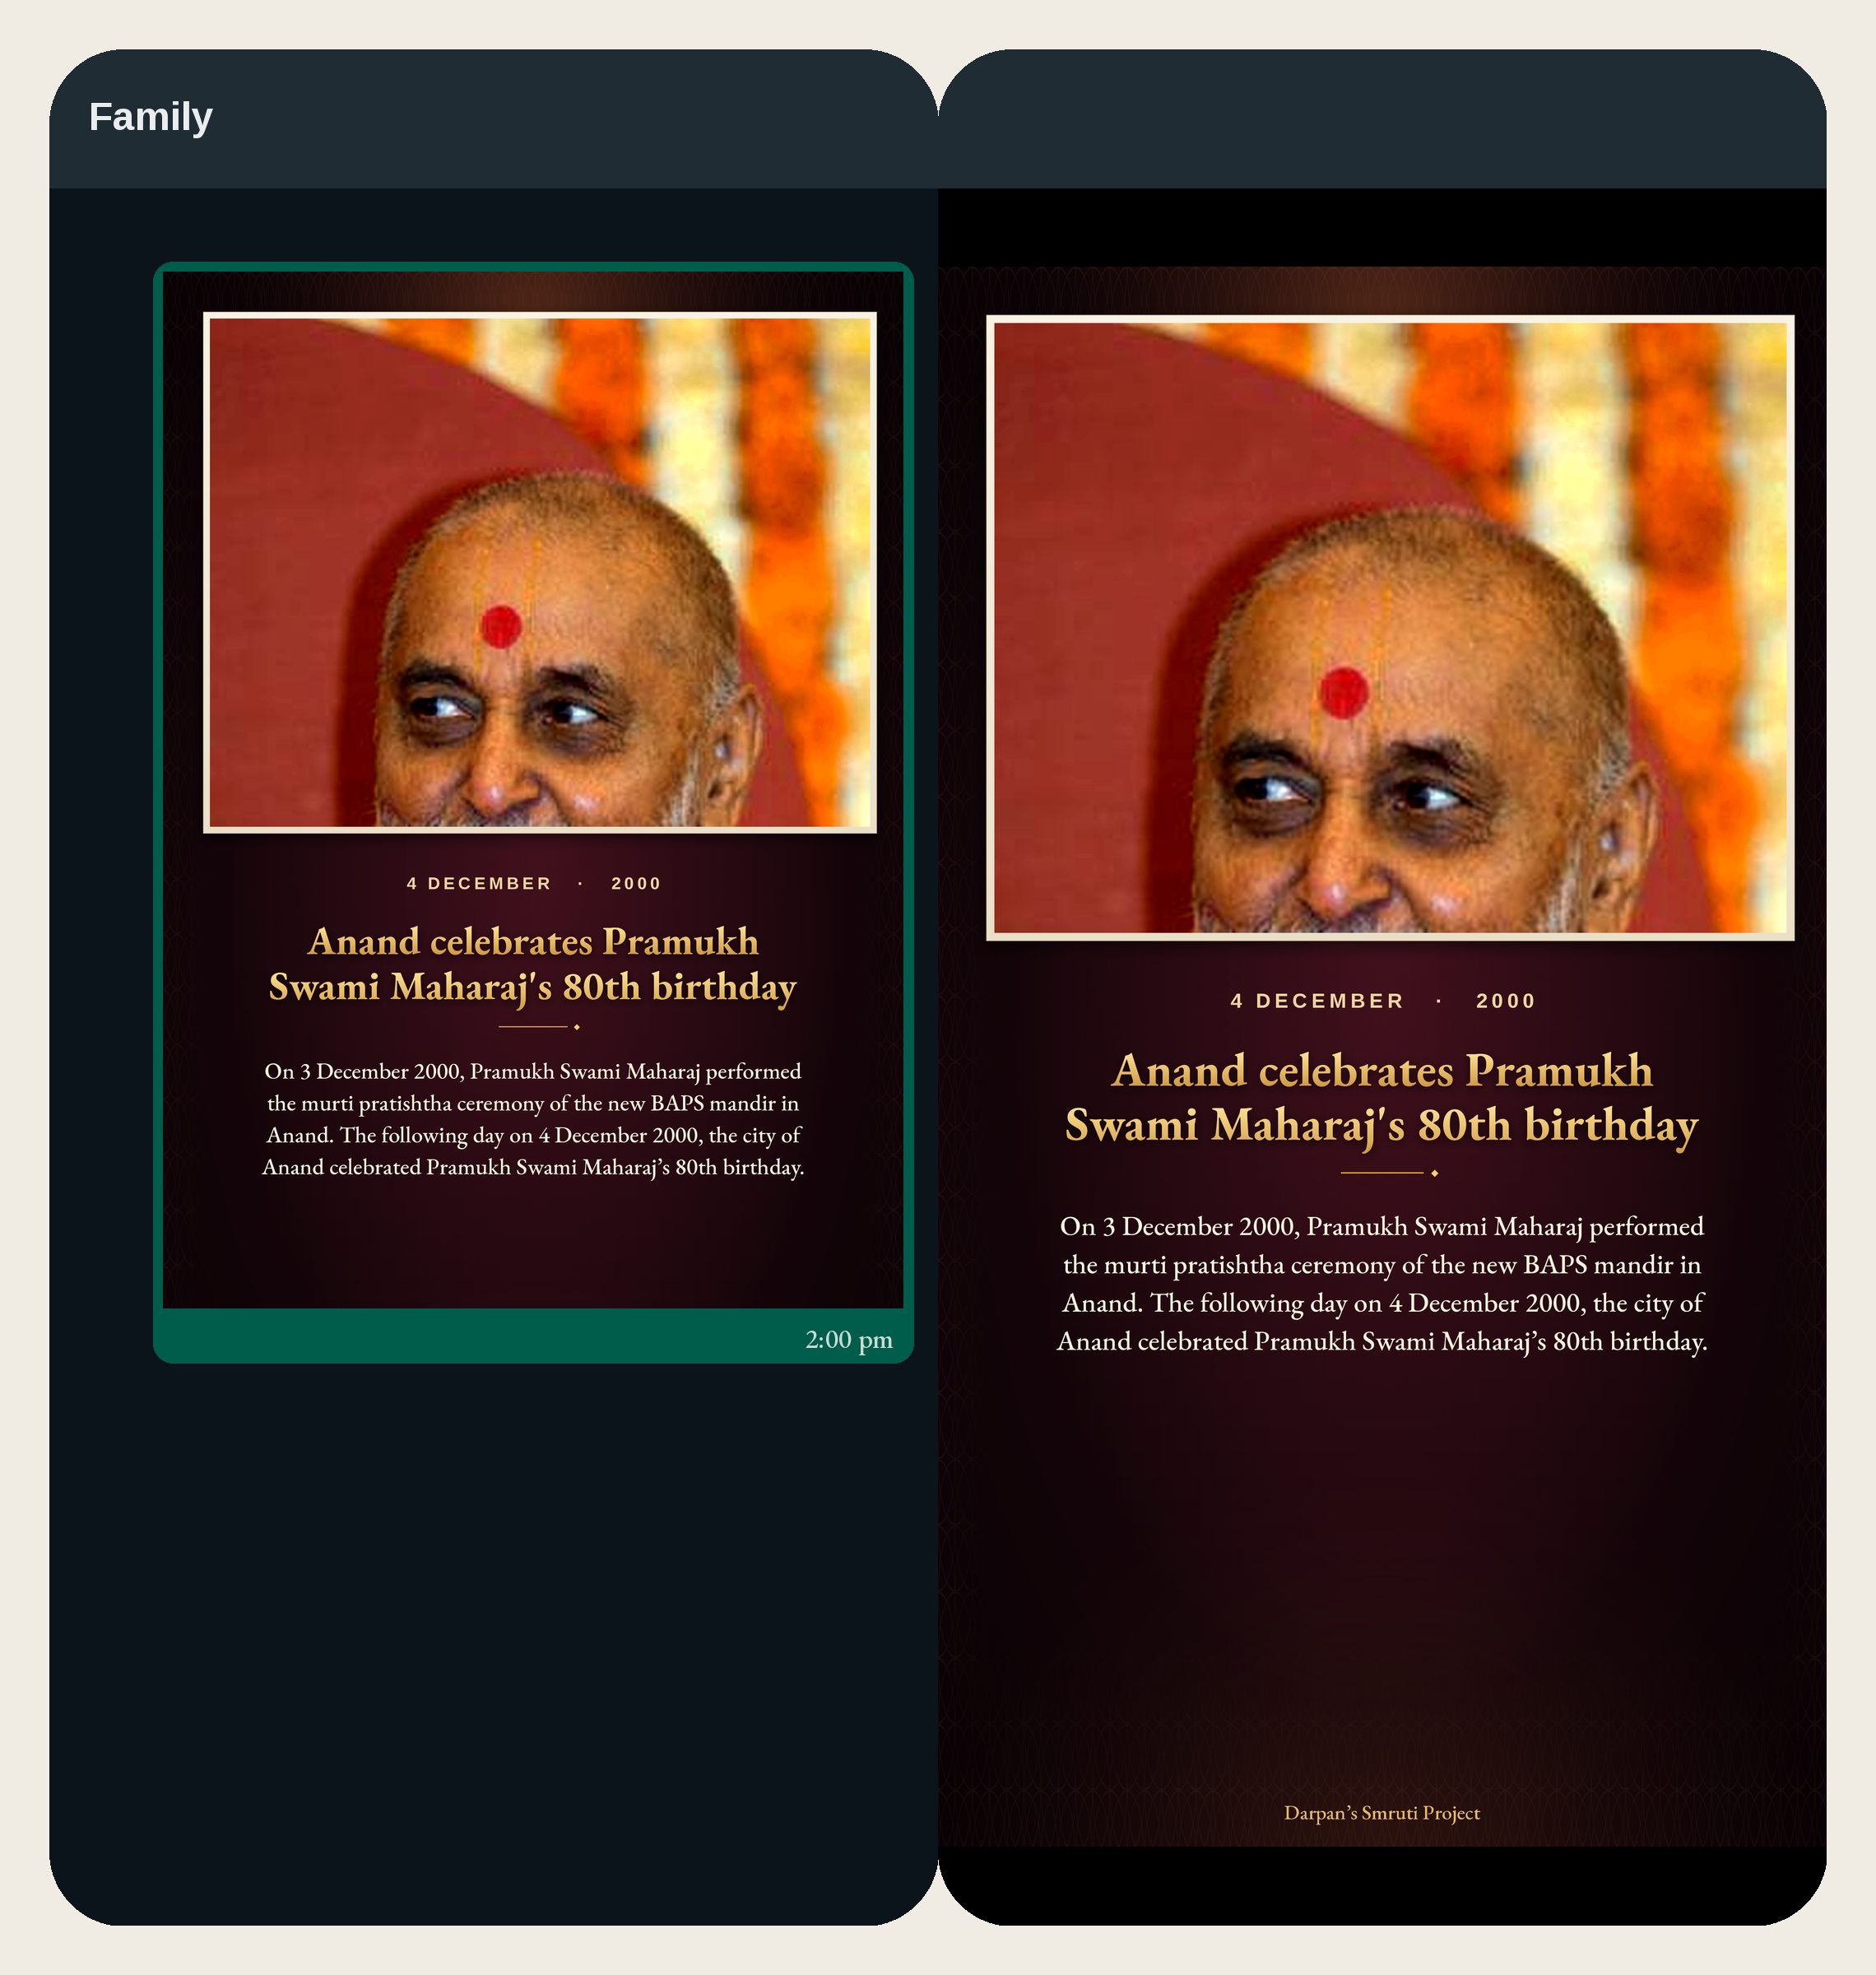 Family
4 DECEMBER · 2000
Anand celebrates Pramukh
Swami Maharaj's 80th birthday
On 3 December 2000, Pramukh Swami Maharaj performed
the murti pratishtha ceremony of the new BAPS mandir in
Anand. The following day on 4 December 2000, the city of
Anand celebrated Pramukh Swami Maharaj’s 80th birthday.
2:00 pm
4 DECEMBER · 2000
Anand celebrates Pramukh
Swami Maharaj's 80th birthday
On 3 December 2000, Pramukh Swami Maharaj performed
the murti pratishtha ceremony of the new BAPS mandir in
Anand. The following day on 4 December 2000, the city of
Anand celebrated Pramukh Swami Maharaj’s 80th birthday.
Darpan’s Smruti Project